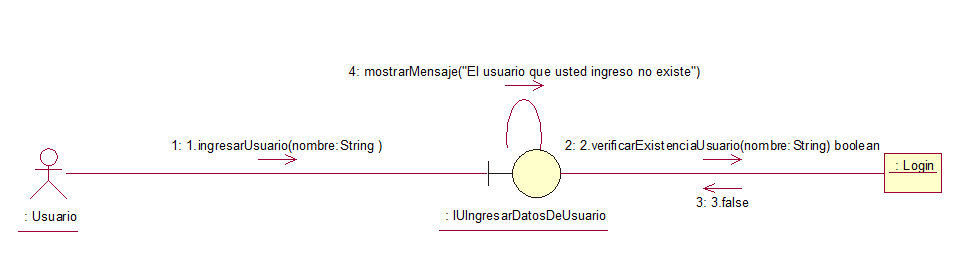 4: mostrarMensaje("El usuario que usted ingreso no existe")
1: 1.ingresarUsuario(nombre:String )
2: 2.verificarExistenciaUsuario(nombre:String) boolean
: Login
3: 3.false
: Usuario
: IUIngresarDatosDeUsuario